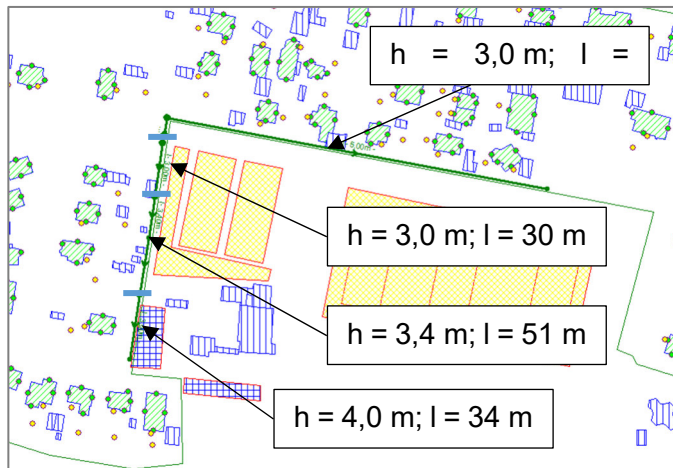 h = 3,0 m; l =
h = 3,0 m; l = 30 m
h = 3,4 m; l = 51 m
h = 4,0 m; l = 34 m